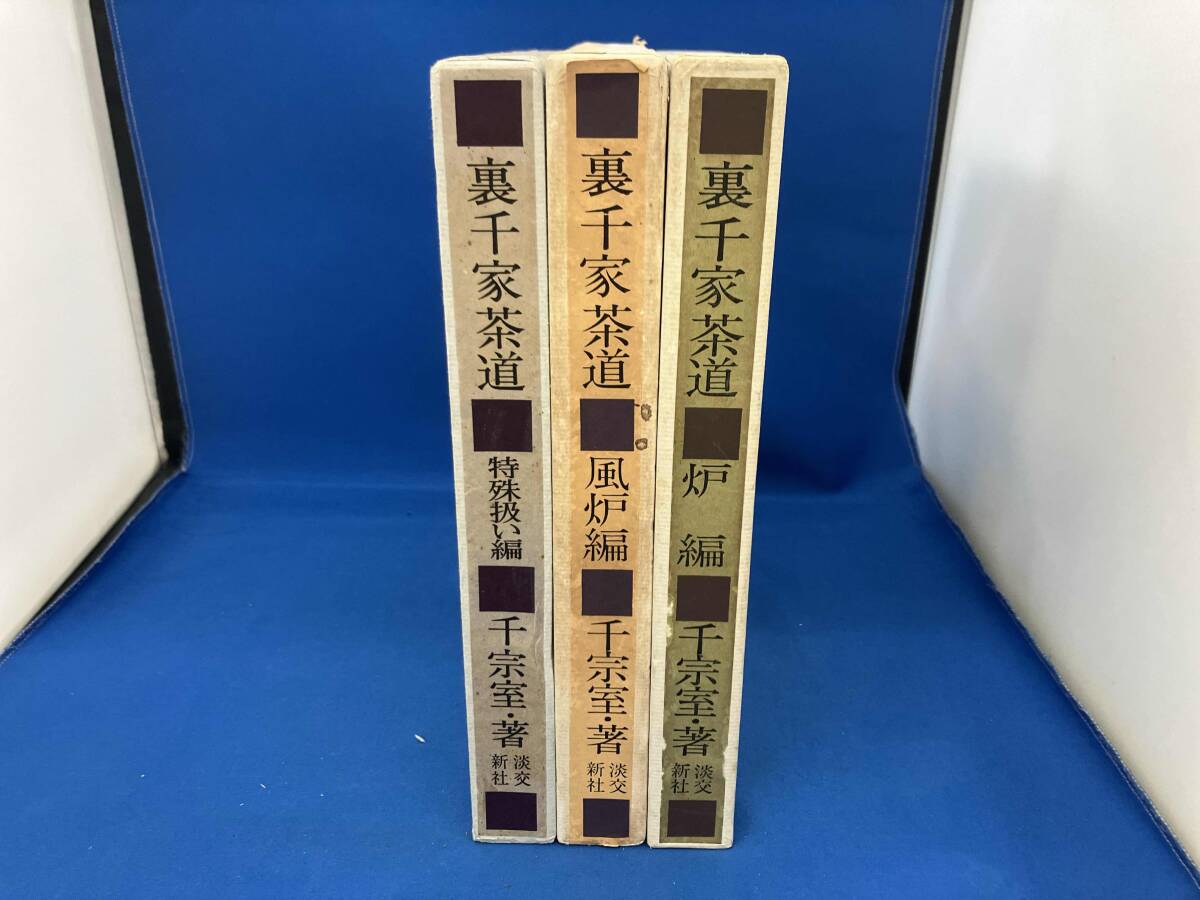 裏千家茶道
特殊扱い編
千宗室・著
淡交
新社
裏千家茶道
風炉編
千宗室・著
淡交
新社
裏千家茶道
炉編
千宗室・著
淡交
新社